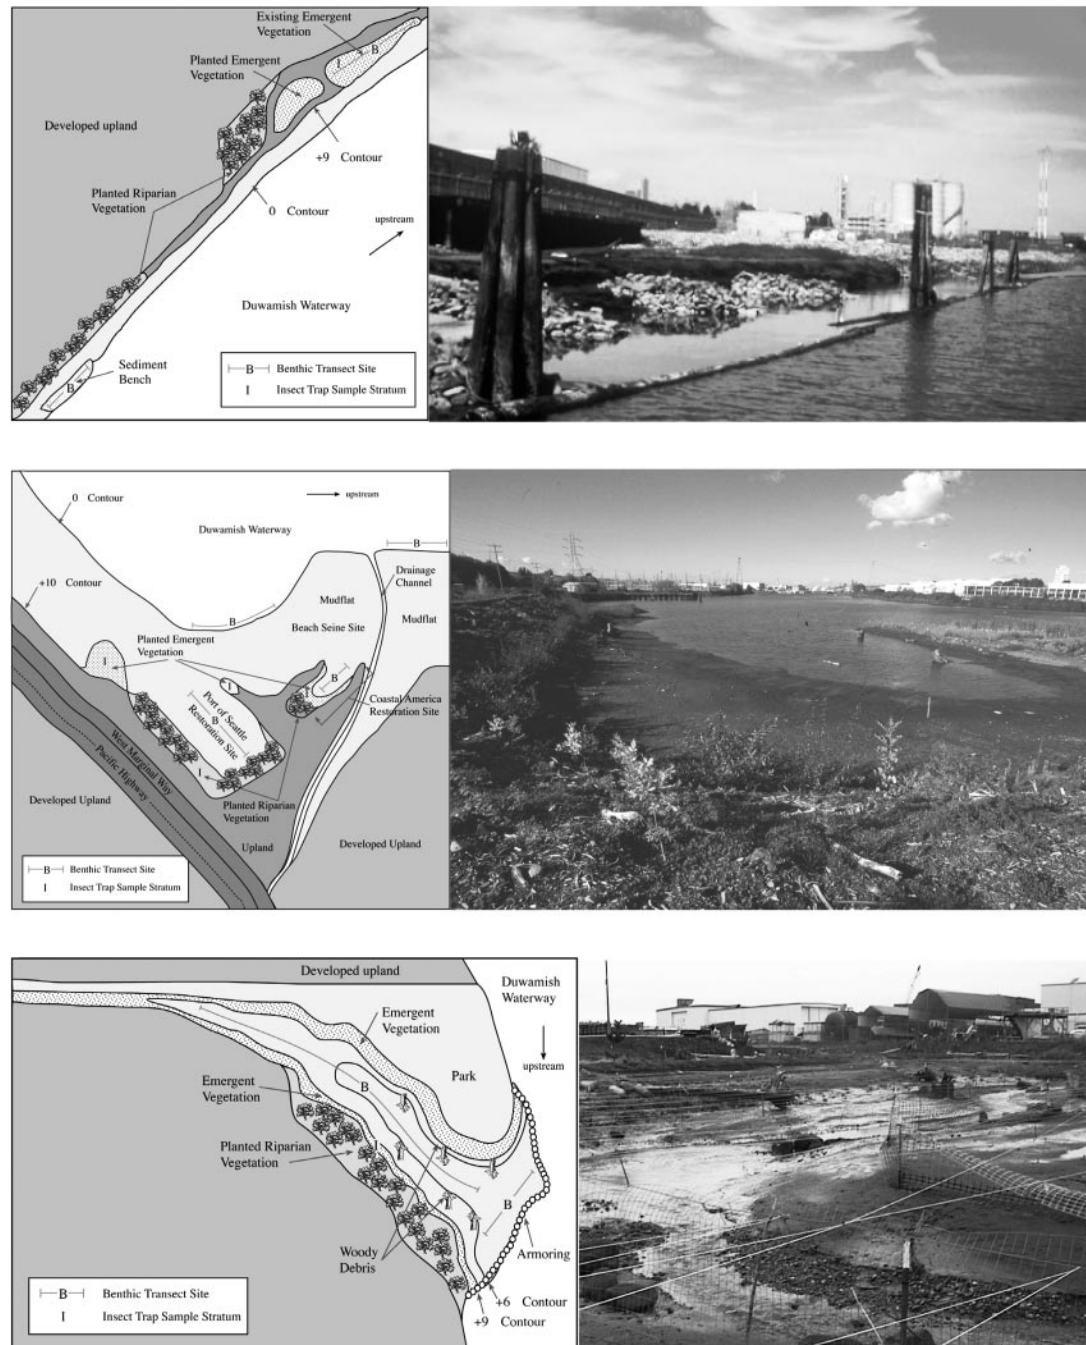 Existing Emergent
Vegetation
B
I
Planted Emergent
Vegetation
Developed upland
+9 Contour
Planted Riparian
Vegetation
0 Contour
upstream
Duwamish Waterway
Sediment
Bench
B
B Benthic Transect Site
I Insect Trap Sample Stratum
0 Contour
upstream
Duwamish Waterway
B
+10 Contour
Drainage
Channel
Mudflat
Mudflat
B
Beach Seine Site
Planted Emergent
Vegetation
I
B
I
I
Coastal America
Restoration Site
Port of Seattle
B
Restoration Site
West Marginal Way
Pacific Highway
I
Developed Upland
Planted Riparian
Vegetation
Upland
Developed Upland
B Benthic Transect Site
I Insect Trap Sample Stratum
Developed upland
Duwamish
Waterway
Emergent
Vegetation
upstream
Park
Emergent
Vegetation
B
Planted Riparian
Vegetation
I
B
Woody
Debris
Armoring
+6 Contour
+9 Contour
B Benthic Transect Site
I Insect Trap Sample Stratum